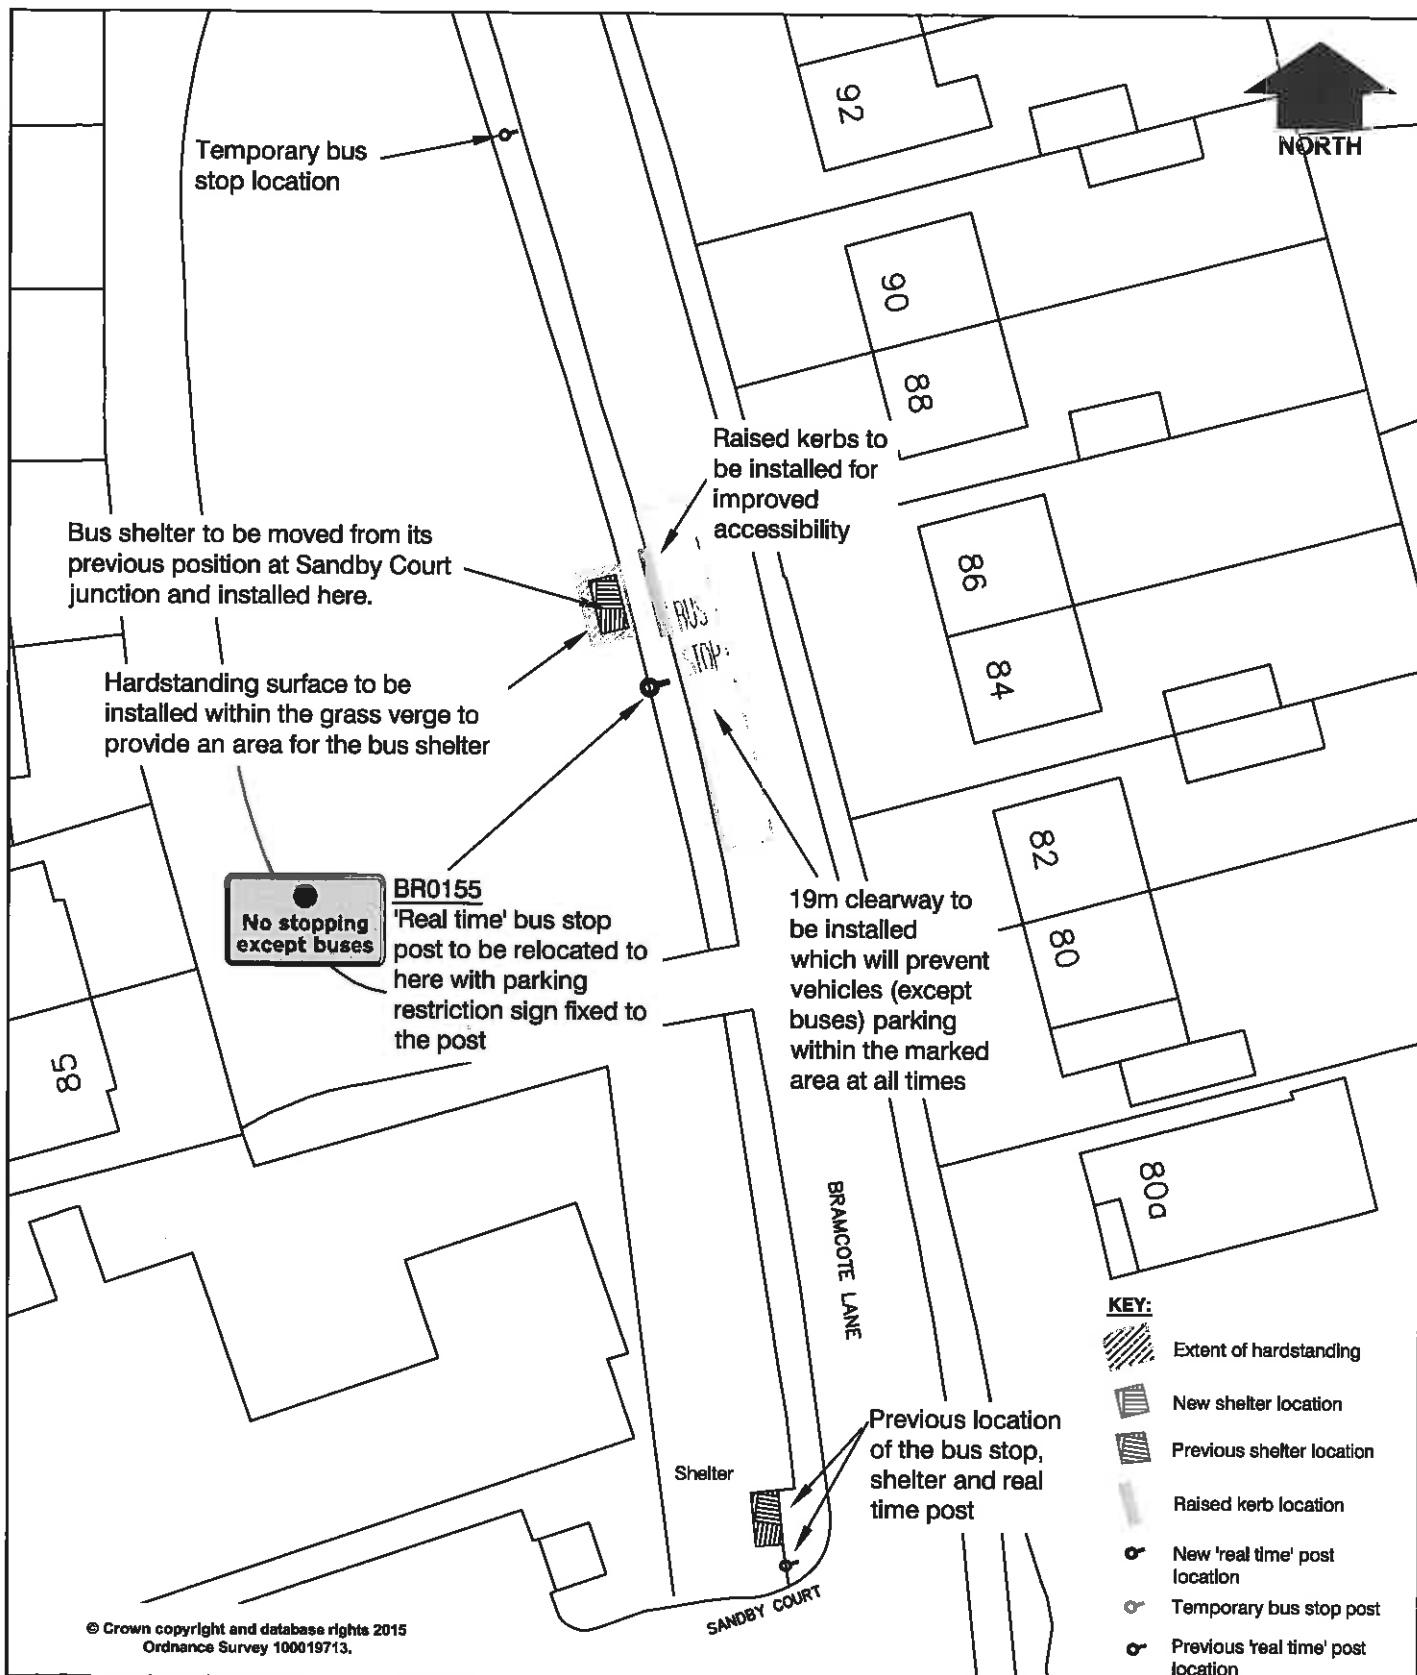 NORTH
92
Temporary bus
stop location
90
88
Raised kerbs to
be installed for
improved
accessibility
Bus shelter to be moved from its
previous position at Sandby Court
junction and installed here.
BUS
STOP
86
84
Hardstanding surface to be
installed within the grass verge to
provide an area for the bus shelter
82
80
No stopping
except buses
BR0155
'Real time' bus stop
post to be relocated to
here with parking
restriction sign fixed to
the post
19m clearway to
be installed
which will prevent
vehicles (except
buses) parking
within the marked
area at all times
85
80a
BRAMCOTE LANE
KEY:
Extent of hardstanding
New shelter location
Previous shelter location
Raised kerb location
New 'real time' post
location
Temporary bus stop post
Previous 'real time' post
location
Previous location
of the bus stop,
shelter and real
time post
Shelter
SANDBY COURT
© Crown copyright and database rights 2015
Ordnance Survey 100019713.